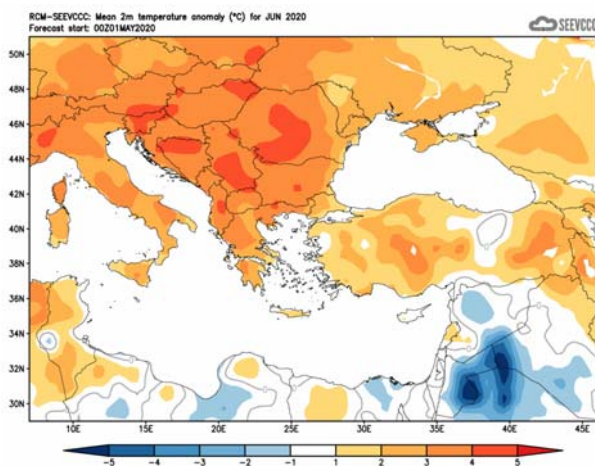 RCM-SEEVCCC: Mean 2m temperature anomaly (°C) for JUN 2020
Forecast start: 00Z01MAY2020
SEEVCCC
50N
48N
46N
44N
42N
40N
38N
36N
34N
32N
30N
10E 15E 20E 25E 30E 35E 40E 45E
-5 -4 -3 -2 -1 1 2 3 4 5